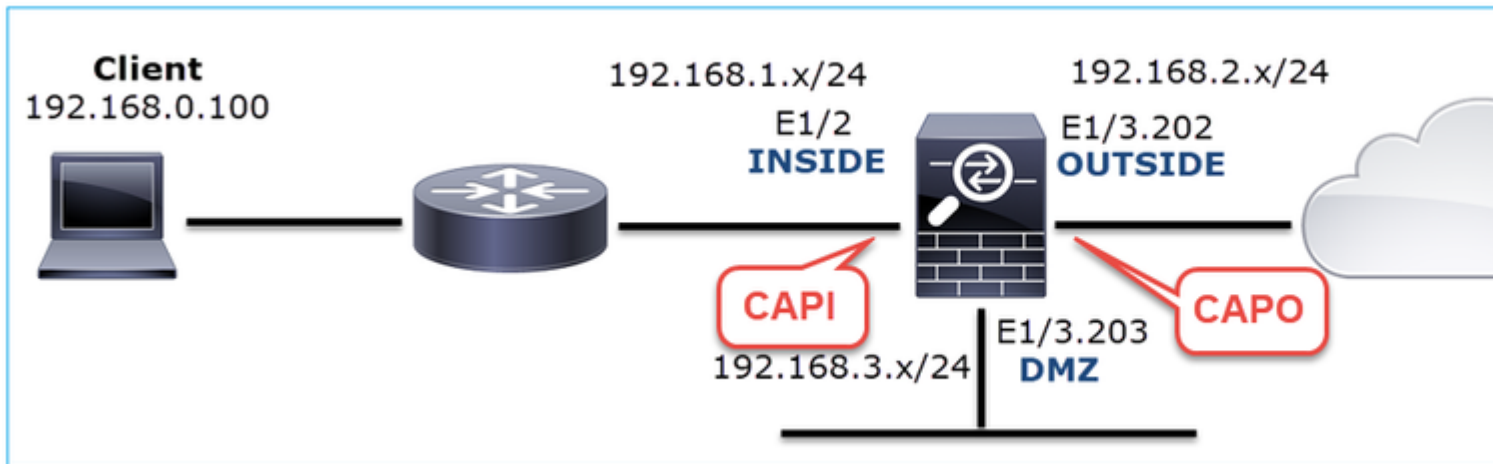 Client
192.168.0.100
192.168.1.x/24
E1/2
INSIDE
192.168.2.x/24
E1/3.202
OUTSIDE
CAPI
CAPO
E1/3.203
DMZ
192.168.3.x/24